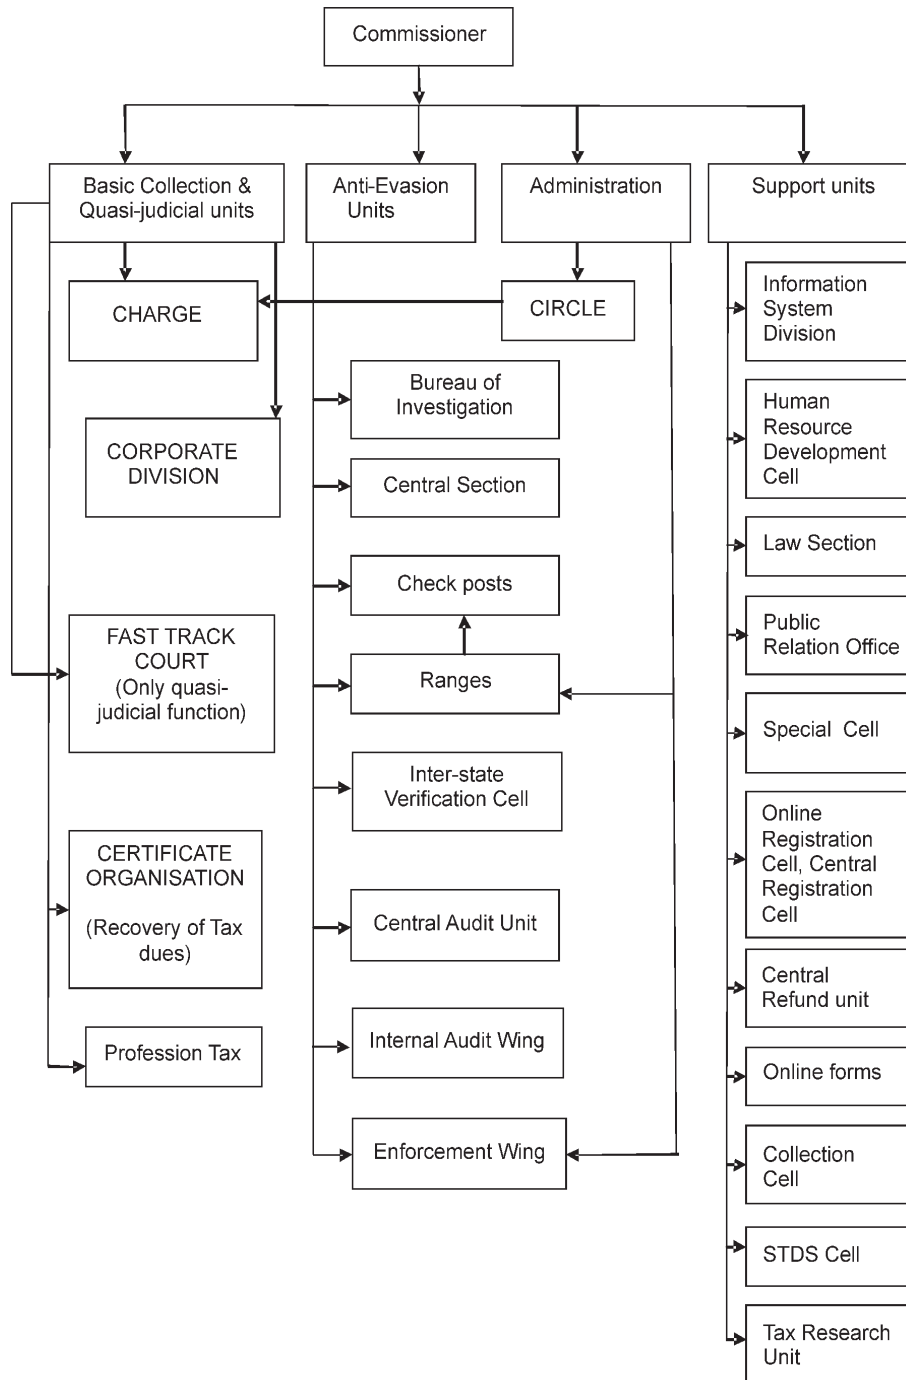 Commissioner
Basic Collection &
Quasi-judicial units
Anti-Evasion
Units
Administration
Support units
CHARGE
CIRCLE
CORPORATE
DIVISION
FAST TRACK
COURT
(Only quasi-
judicial function)
CERTIFICATE
ORGANISATION
(Recovery of Tax
dues)
Profession Tax
Bureau of
Investigation
Central Section
Check posts
Ranges
Inter-state
Verification Cell
Central Audit Unit
Internal Audit Wing
Enforcement Wing
Information
System
Division
Human
Resource
Development
Cell
Law Section
Public
Relation Office
Special Cell
Online
Registration
Cell, Central
Registration
Cell
Central
Refund unit
Online forms
Collection
Cell
STDS Cell
Tax Research
Unit